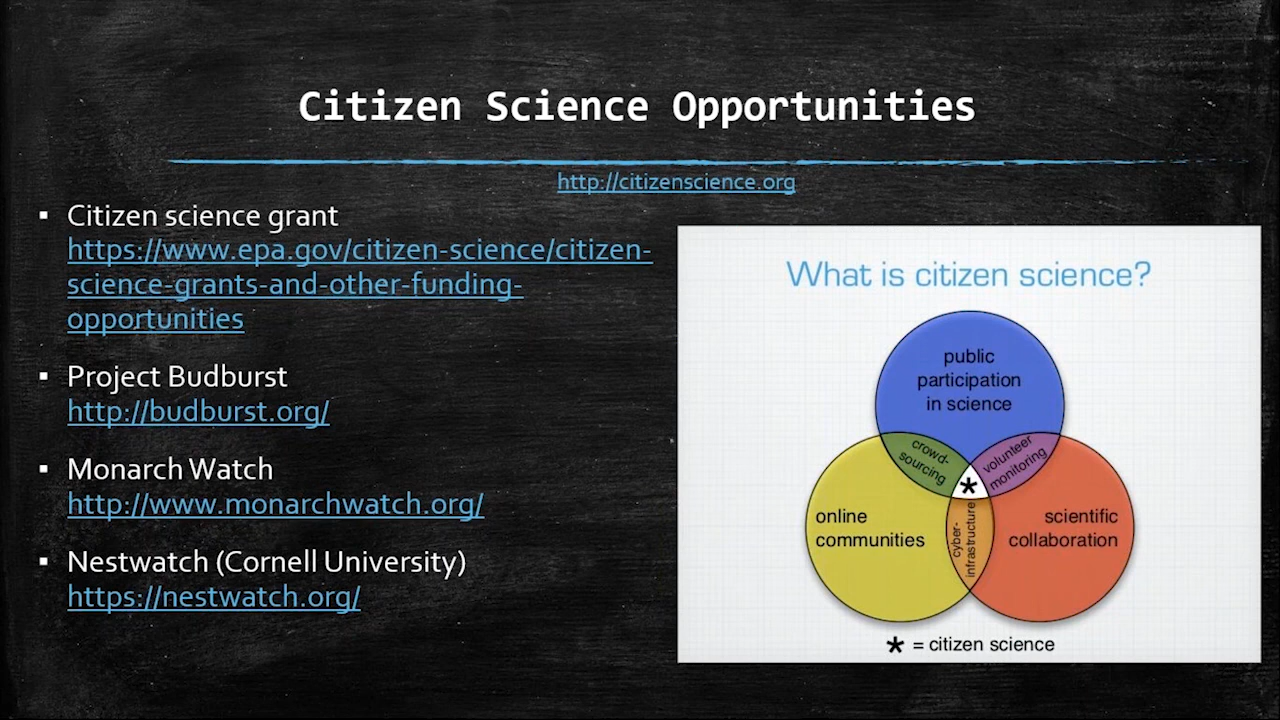 Citizen Science Opportunities
http://citizenscience.org
▪ Citizen science grant
https://www.epa.gov/citizen-science/citizen-
science-grants-and-other-funding-
opportunities
▪ Project Budburst
http://budburst.org/
▪ Monarch Watch
http://www.monarchwatch.org/
▪ Nestwatch (Cornell University)
https://nestwatch.org/
What is citizen science?
public
participation
in science
crowd-
sourcing
volunteer
monitoring
*
online
communities
cyber-
infrastructure
scientific
collaboration
* = citizen science